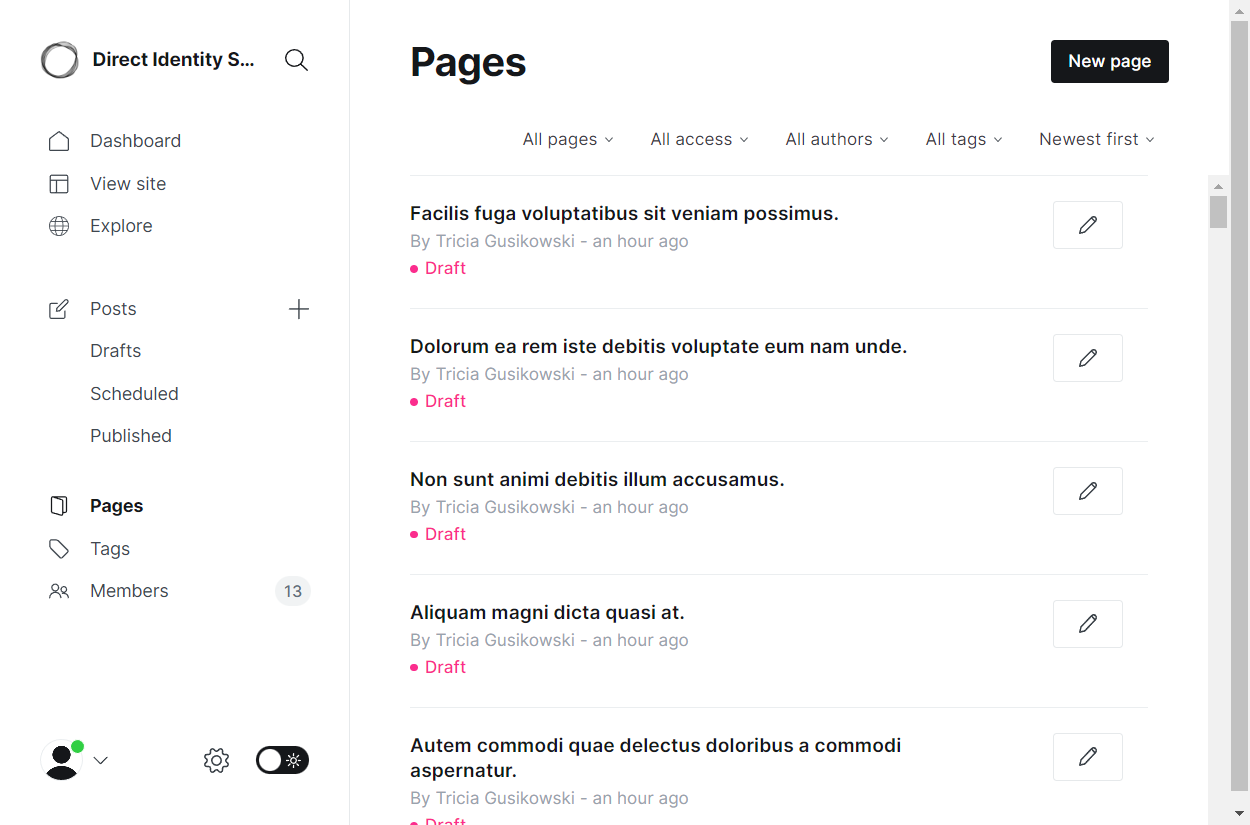 Direct Identity S...
Dashboard
View site
Explore
Posts
Drafts
Scheduled
Published
Pages
Tags
Members 13
Pages
New page
All pages All access All authors All tags Newest first
Facilis fuga voluptatibus sit veniam possimus.
By Tricia Gusikowski - an hour ago
Draft
Dolorum ea rem iste debitis voluptate eum nam unde.
By Tricia Gusikowski - an hour ago
Draft
Non sunt animi debitis illum accusamus.
By Tricia Gusikowski - an hour ago
Draft
Aliquam magni dicta quasi at.
By Tricia Gusikowski - an hour ago
Draft
Autem commodi quae delectus doloribus a commodi
aspernatur.
By Tricia Gusikowski - an hour ago
Draft